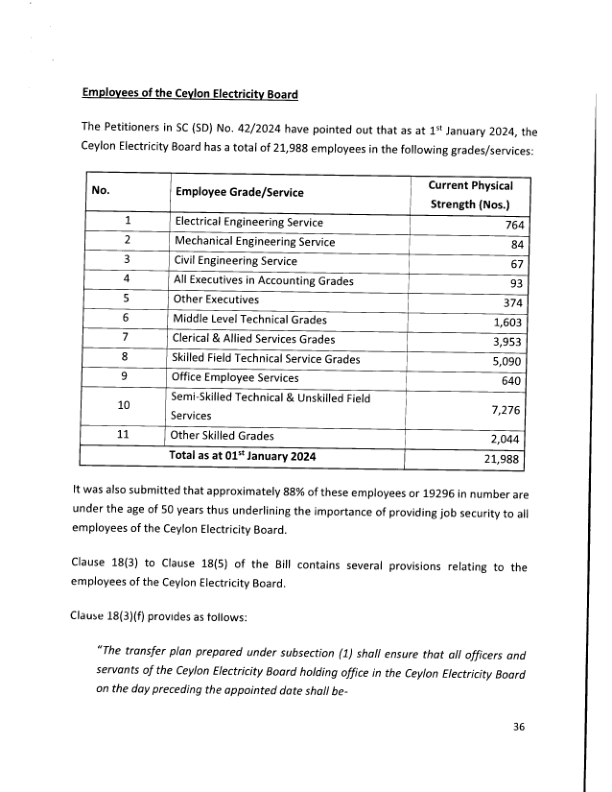 Employees of the Ceylon Electricity Board
The Petitioners in SC (SD) No. 42/2024 have pointed out that as at 1st January 2024, the
Ceylon Electricity Board has a total of 21,988 employees in the following grades/services:
No. Employee Grade/Service Current Physical Strength (Nos.)
1 Electrical Engineering Service 764
2 Mechanical Engineering Service 84
3 Civil Engineering Service 67
4 All Executives in Accounting Grades 93
5 Other Executives 374
6 Middle Level Technical Grades 1,603
7 Clerical & Allied Services Grades 3,953
8 Skilled Field Technical Service Grades 5,090
9 Office Employee Services 640
10 Semi-Skilled Technical & Unskilled Field Services 7,276
11 Other Skilled Grades 2,044
Total as at 01st January 2024 21,988
It was also submitted that approximately 88% of these employees or 19296 in number are
under the age of 50 years thus underlining the importance of providing job security to all
employees of the Ceylon Electricity Board.
Clause 18(3) to Clause 18(5) of the Bill contains several provisions relating to the
employees of the Ceylon Electricity Board.
Clause 18(3)(f) provides as follows:
"The transfer plan prepared under subsection (1) shall ensure that all officers and
servants of the Ceylon Electricity Board holding office in the Ceylon Electricity Board
on the day preceding the appointed date shall be-
36